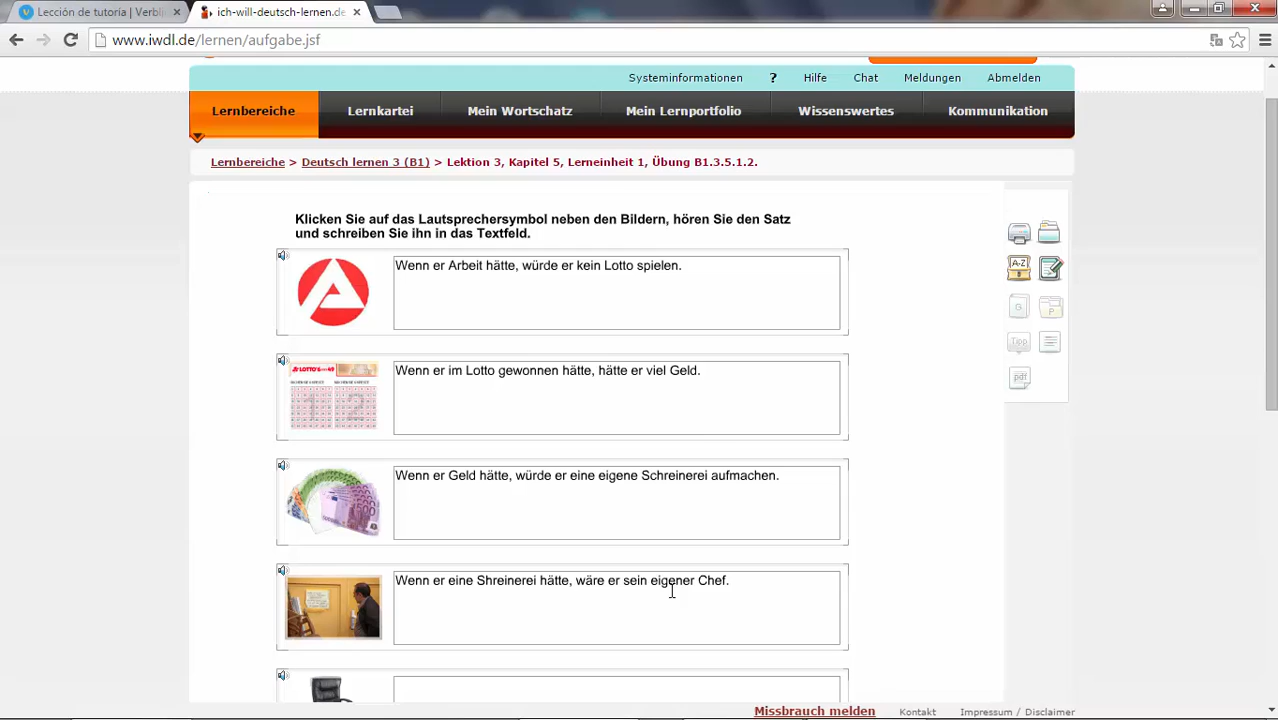 Lección de tutoria | Verblin
ich-will-deutsch-lernen.de
www.iwdl.de/lernen/aufgabe.jsf
Systeminformationen ? Hilfe Chat Meldungen Abmelden
Lernbereiche Lernkartei Mein Wortschatz Mein Lernportfolio Wissenswertes Kommunikation
Lernbereiche > Deutsch lernen 3 (B1) > Lektion 3, Kapitel 5, Lerneinheit 1, Übung B1.3.5.1.2.
Klicken Sie auf das Lautsprechersymbol neben den Bildern, hören Sie den Satz
und schreiben Sie ihn in das Textfeld.
Wenn er Arbeit hätte, würde er kein Lotto spielen.
A-Z
G P
LOTTO
Tipp
Wenn er im Lotto gewonnen hätte, hätte er viel Geld.
pdf
Wenn er Geld hätte, würde er eine eigene Schreinerei aufmachen.
Wenn er eine Shreinerei hätte, wäre er sein eigener Chef.
Missbrauch melden Kontakt Impressum / Disclaimer